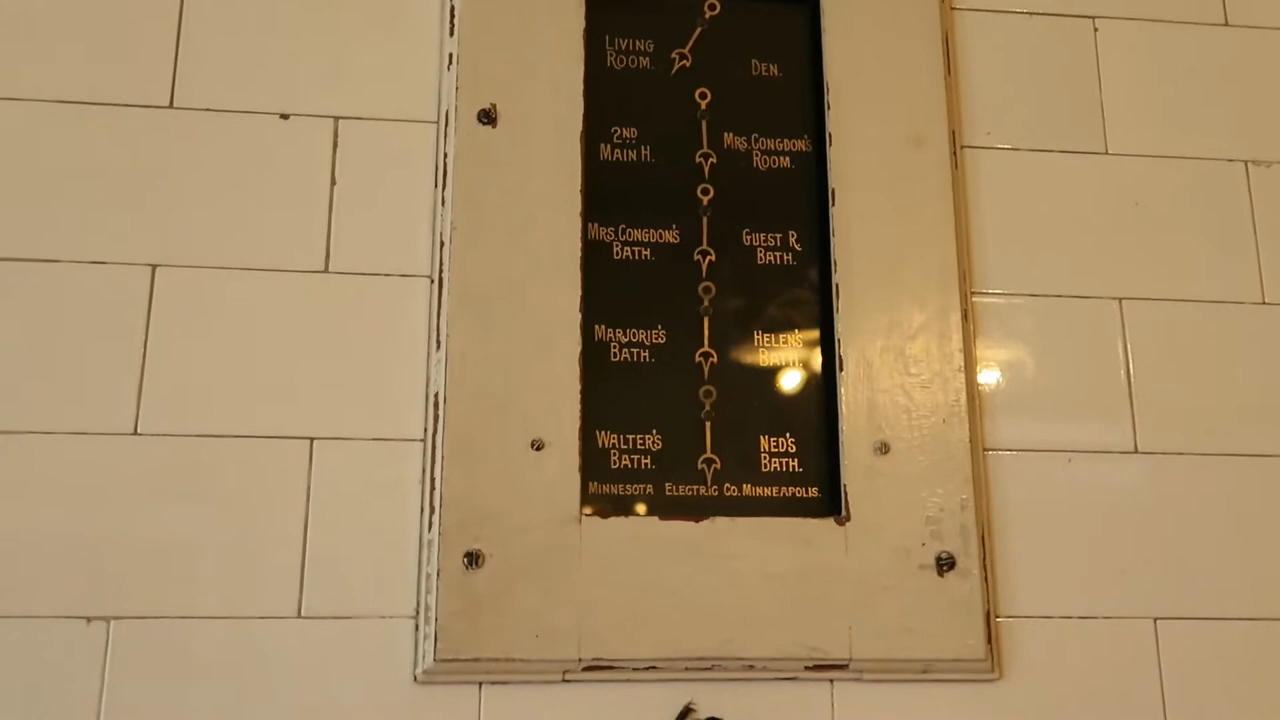 LIVING
ROOM.
DEN.
2ND
MAIN H.
MRS. CONGDON'S
ROOM.
MRS. CONGDON'S
BATH.
GUEST R.
BATH.
MARJORIE'S
BATH.
HELEN'S
BATH.
WALTER'S
BATH.
NED'S
BATH.
MINNESOTA ELECTRIC CO. MINNEAPOLIS.